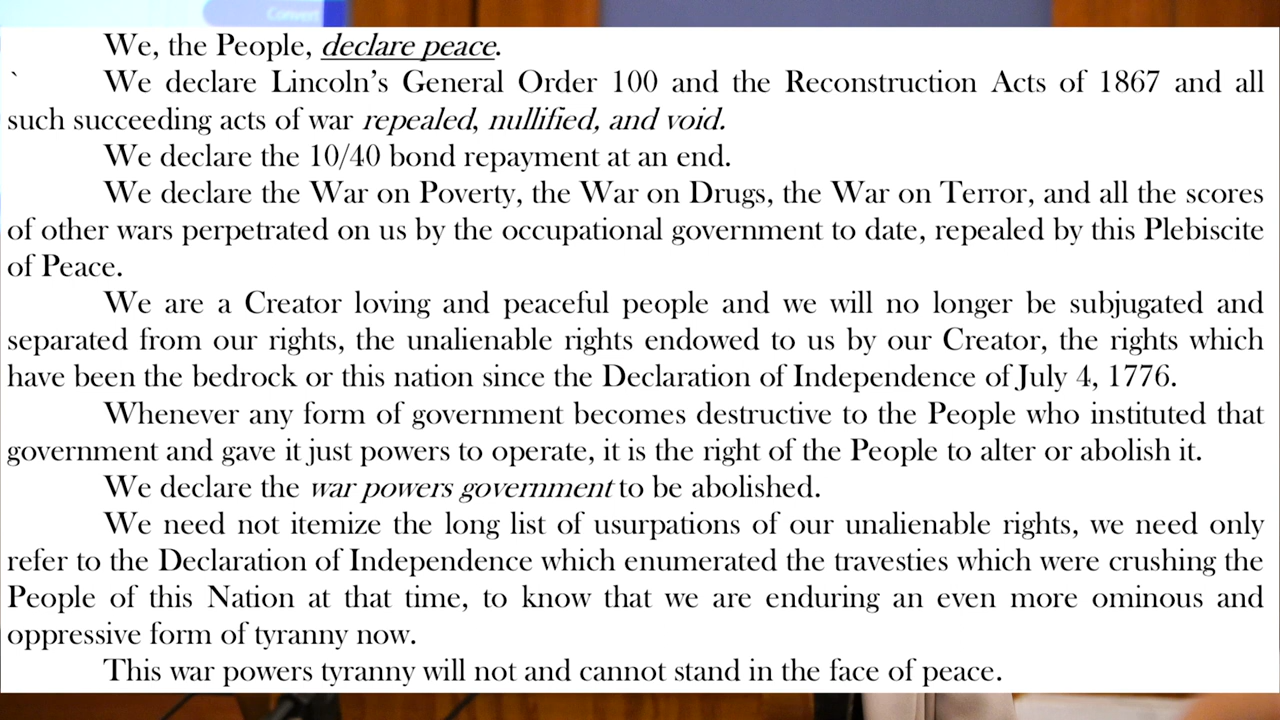 Convert
We, the People, declare peace.
` We declare Lincoln’s General Order 100 and the Reconstruction Acts of 1867 and all
such succeeding acts of war repealed, nullified, and void.
We declare the 10/40 bond repayment at an end.
We declare the War on Poverty, the War on Drugs, the War on Terror, and all the scores
of other wars perpetrated on us by the occupational government to date, repealed by this Plebiscite
of Peace.
We are a Creator loving and peaceful people and we will no longer be subjugated and
separated from our rights, the unalienable rights endowed to us by our Creator, the rights which
have been the bedrock or this nation since the Declaration of Independence of July 4, 1776.
Whenever any form of government becomes destructive to the People who instituted that
government and gave it just powers to operate, it is the right of the People to alter or abolish it.
We declare the war powers government to be abolished.
We need not itemize the long list of usurpations of our unalienable rights, we need only
refer to the Declaration of Independence which enumerated the travesties which were crushing the
People of this Nation at that time, to know that we are enduring an even more ominous and
oppressive form of tyranny now.
This war powers tyranny will not and cannot stand in the face of peace.